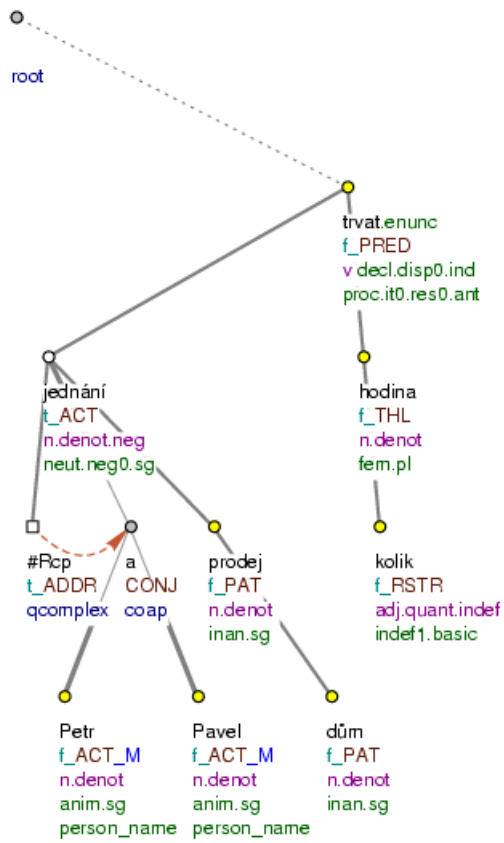 root
trvat.enunc
f_PRED
v decl.disp0.ind
proc.it0.res0.ant
jednání
t_ACT
n.denot.neg
neut.neg0.sg
hodina
f_THL
n.denot
fem.pl
#Rcp
t_ADDR
qcomplex
a
CONJ
coap
prodej
f_PAT
n.denot
inan.sg
kolik
f_RSTR
adj.quant.indef
indef1.basic
Petr
f_ACT_M
n.denot
anim.sg
person_name
Pavel
f_ACT_M
n.denot
anim.sg
person_name
dům
f_PAT
n.denot
inan.sg